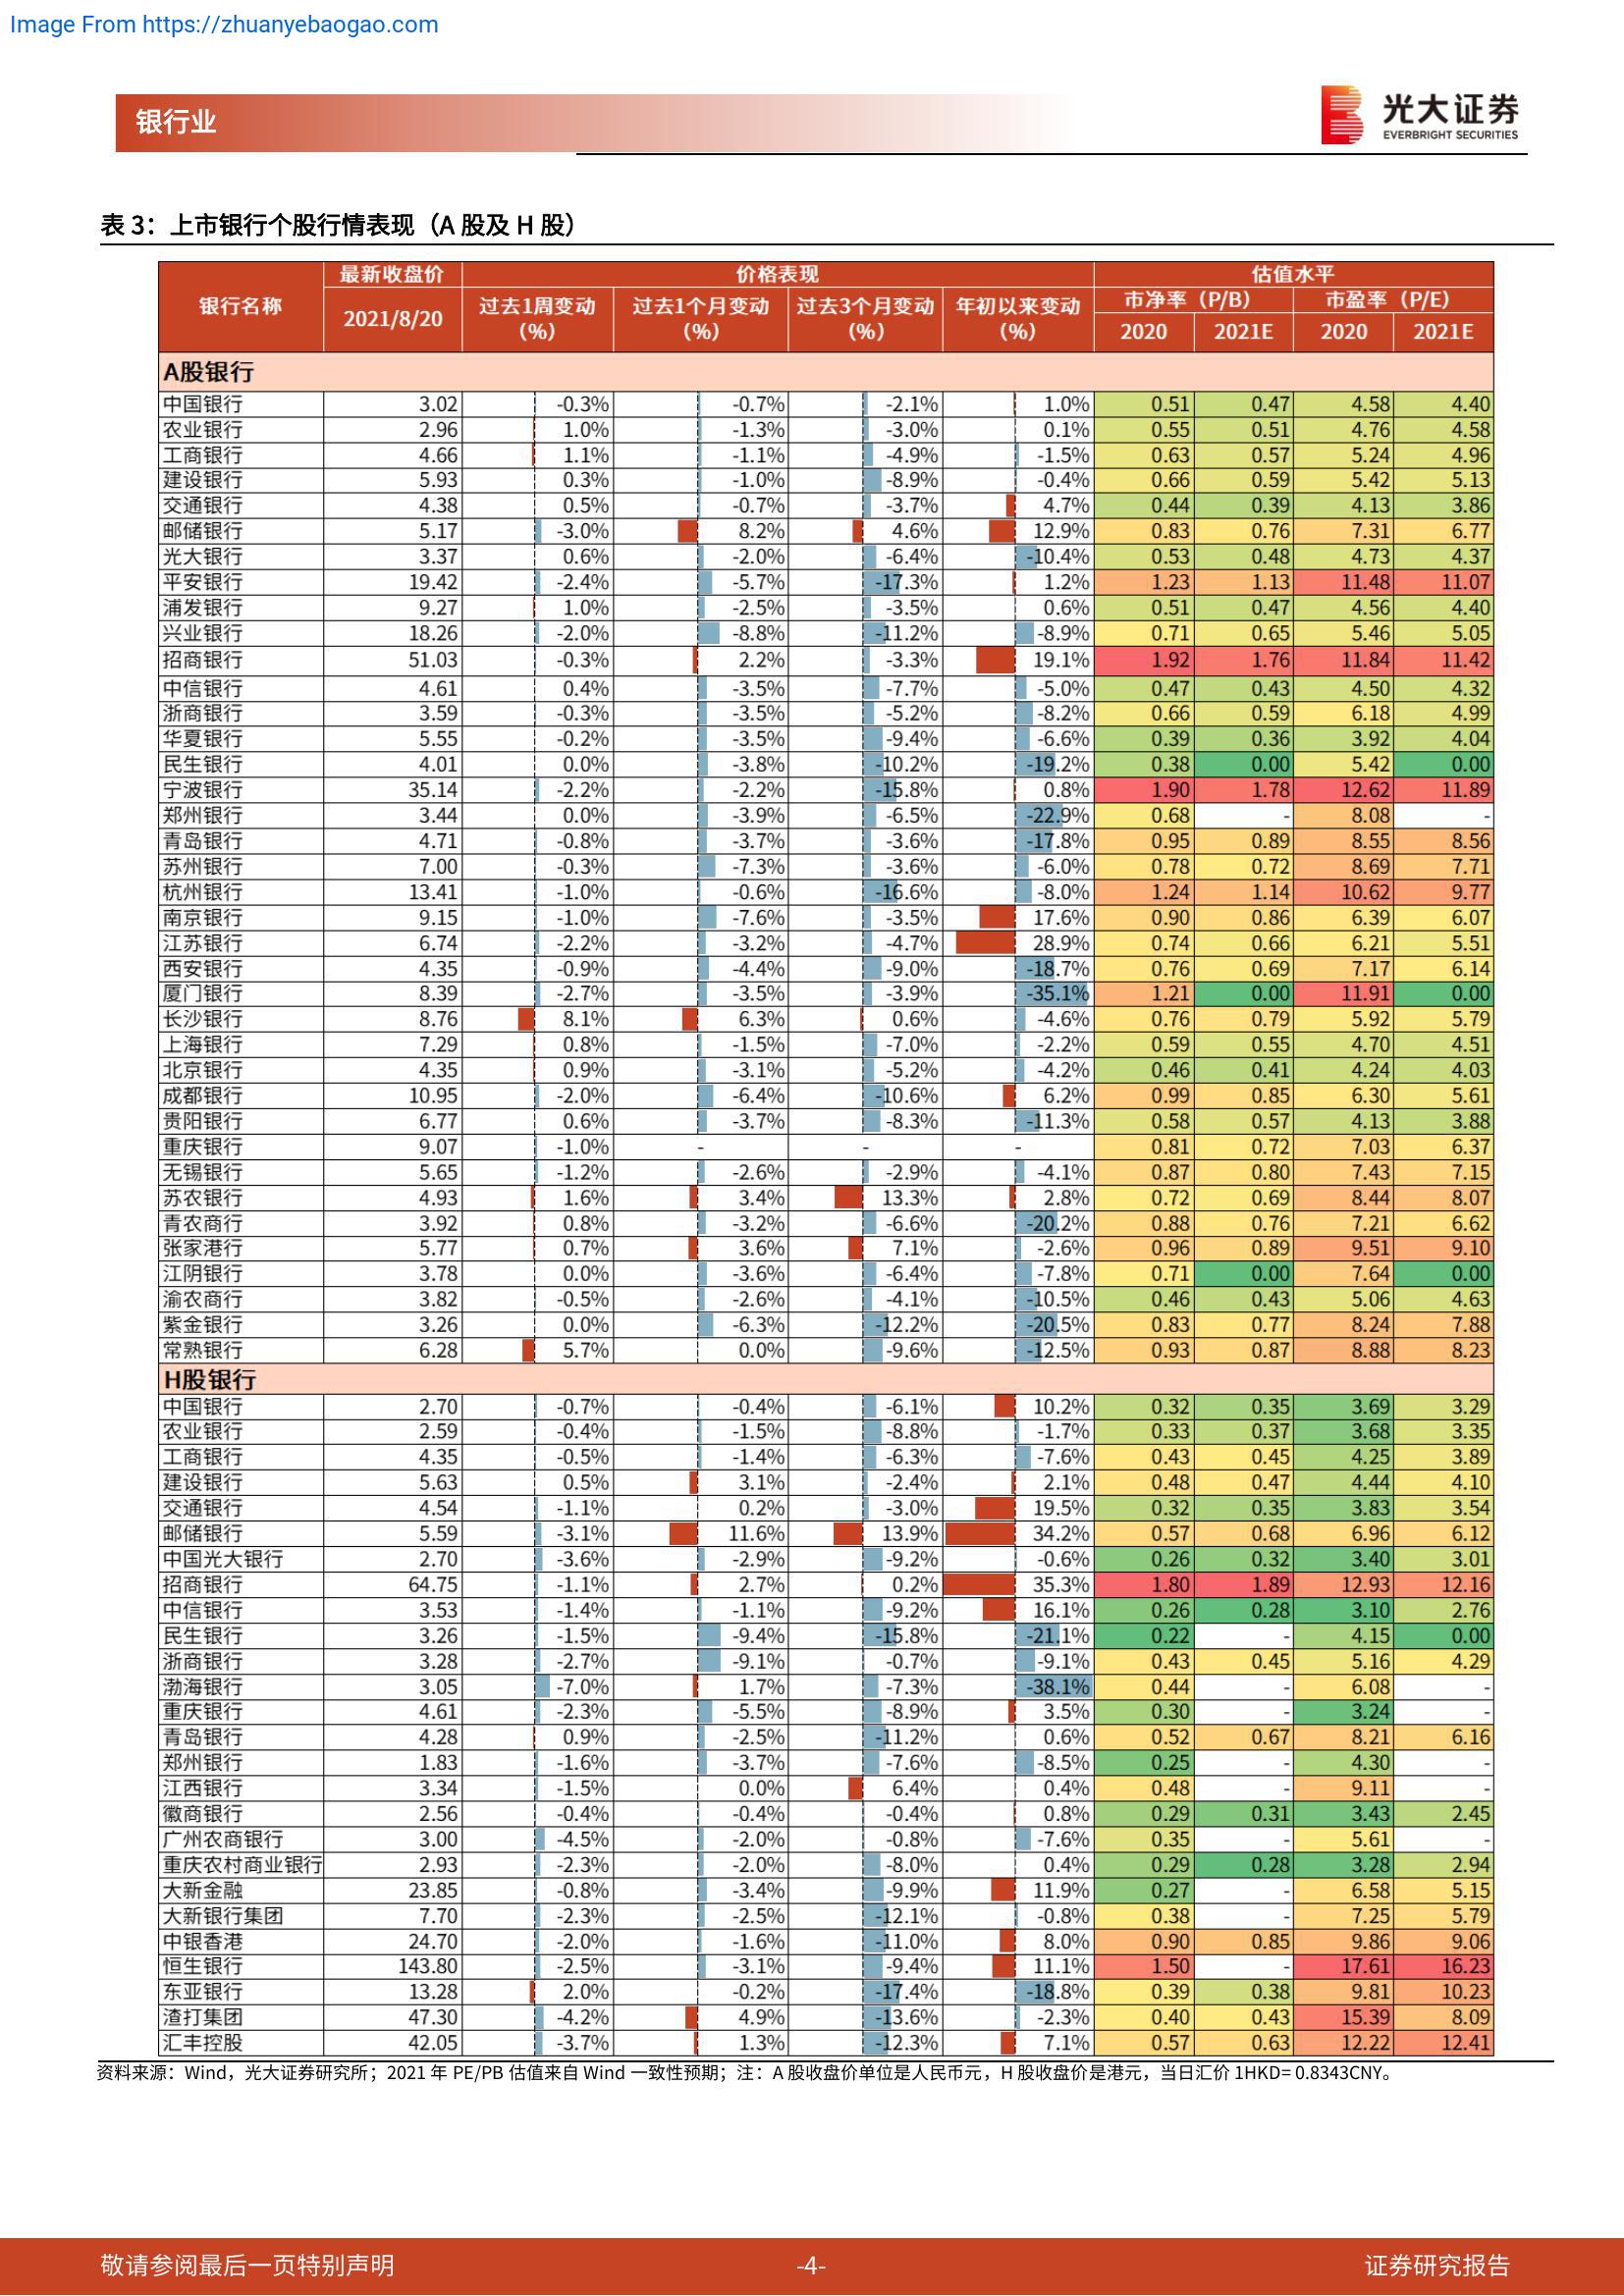 Image From https://zhuanyebaogao.com
银行业
光大证券
EVERBRIGHT SECURITIES
表 3：上市银行个股行情表现（A 股及 H 股）
银行名称 最新收盘价 价格表现 估值水平
2021/8/20 过去1周变动（%） 过去1个月变动（%） 过去3个月变动（%） 年初以来变动（%） 市净率（P/B） 市盈率（P/E）
2020 2021E 2020 2021E
A股银行
中国银行 3.02 -0.3% -0.7% -2.1% 1.0% 0.51 0.47 4.58 4.40
农业银行 2.96 1.0% -1.3% -3.0% 0.1% 0.55 0.51 4.76 4.58
工商银行 4.66 1.1% -1.1% -4.9% -1.5% 0.63 0.57 5.24 4.96
建设银行 5.93 0.3% -1.0% -8.9% -0.4% 0.66 0.59 5.42 5.13
交通银行 4.38 0.5% -0.7% -3.7% 4.7% 0.44 0.39 4.13 3.86
邮储银行 5.17 -3.0% 8.2% 4.6% 12.9% 0.83 0.76 7.31 6.77
光大银行 3.37 0.6% -2.0% -6.4% -10.4% 0.53 0.48 4.73 4.37
平安银行 19.42 -2.4% -5.7% -17.3% 1.2% 1.23 1.13 11.48 11.07
浦发银行 9.27 1.0% -2.5% -3.5% 0.6% 0.51 0.47 4.56 4.40
兴业银行 18.26 -2.0% -8.8% -11.2% -8.9% 0.71 0.65 5.46 5.05
招商银行 51.03 -0.3% 2.2% -3.3% 19.1% 1.92 1.76 11.84 11.42
中信银行 4.61 0.4% -3.5% -7.7% -5.0% 0.47 0.43 4.50 4.32
浙商银行 3.59 -0.3% -3.5% -5.2% -8.2% 0.66 0.59 6.18 4.99
华夏银行 5.55 -0.2% -3.5% -9.4% -6.6% 0.39 0.36 3.92 4.04
民生银行 4.01 0.0% -3.8% -10.2% -19.2% 0.38 0.00 5.42 0.00
宁波银行 35.14 -2.2% -2.2% -15.8% 0.8% 1.90 1.78 12.62 11.89
郑州银行 3.44 0.0% -3.9% -6.5% -22.9% 0.68 - 8.08 -
青岛银行 4.71 -0.8% -3.7% -3.6% -17.8% 0.95 0.89 8.55 8.56
苏州银行 7.00 -0.3% -7.3% -3.6% -6.0% 0.78 0.72 8.69 7.71
杭州银行 13.41 -1.0% -0.6% -16.6% -8.0% 1.24 1.14 10.62 9.77
南京银行 9.15 -1.0% -7.6% -3.5% 17.6% 0.90 0.86 6.39 6.07
江苏银行 6.74 -2.2% -3.2% -4.7% 28.9% 0.74 0.66 6.21 5.51
西安银行 4.35 -0.9% -4.4% -9.0% -18.7% 0.76 0.69 7.17 6.14
厦门银行 8.39 -2.7% -3.5% -3.9% -35.1% 1.21 0.00 11.91 0.00
长沙银行 8.76 8.1% 6.3% 0.6% -4.6% 0.76 0.79 5.92 5.79
上海银行 7.29 0.8% -1.5% -7.0% -2.2% 0.59 0.55 4.70 4.51
北京银行 4.35 0.9% -3.1% -5.2% -4.2% 0.46 0.41 4.24 4.03
成都银行 10.95 -2.0% -6.4% -10.6% 6.2% 0.99 0.85 6.30 5.61
贵阳银行 6.77 0.6% -3.7% -8.3% -11.3% 0.58 0.57 4.13 3.88
重庆银行 9.07 -1.0% - - - 0.81 0.72 7.03 6.37
无锡银行 5.65 -1.2% -2.6% -2.9% -4.1% 0.87 0.80 7.43 7.15
苏农银行 4.93 1.6% 3.4% 13.3% 2.8% 0.72 0.69 8.44 8.07
青农商行 3.92 0.8% -3.2% -6.6% -20.2% 0.88 0.76 7.21 6.62
张家港行 5.77 0.7% 3.6% 7.1% -2.6% 0.96 0.89 9.51 9.10
江阴银行 3.78 0.0% -3.6% -6.4% -7.8% 0.71 0.00 7.64 0.00
渝农商行 3.82 -0.5% -2.6% -4.1% -10.5% 0.46 0.43 5.06 4.63
紫金银行 3.26 0.0% -6.3% -12.2% -20.5% 0.83 0.77 8.24 7.88
常熟银行 6.28 5.7% 0.0% -9.6% -12.5% 0.93 0.87 8.88 8.23
H股银行
中国银行 2.70 -0.7% -0.4% -6.1% 10.2% 0.32 0.35 3.69 3.29
农业银行 2.59 -0.4% -1.5% -8.8% -1.7% 0.33 0.37 3.68 3.35
工商银行 4.35 -0.5% -1.4% -6.3% -7.6% 0.43 0.45 4.25 3.89
建设银行 5.63 0.5% 3.1% -2.4% 2.1% 0.48 0.47 4.44 4.10
交通银行 4.54 -1.1% 0.2% -3.0% 19.5% 0.32 0.35 3.83 3.54
邮储银行 5.59 -3.1% 11.6% 13.9% 34.2% 0.57 0.68 6.96 6.12
中国光大银行 2.70 -3.6% -2.9% -9.2% -0.6% 0.26 0.32 3.40 3.01
招商银行 64.75 -1.1% 2.7% 0.2% 35.3% 1.80 1.89 12.93 12.16
中信银行 3.53 -1.4% -1.1% -9.2% 16.1% 0.26 0.28 3.10 2.76
民生银行 3.26 -1.5% -9.4% -15.8% -21.1% 0.22 - 4.15 0.00
浙商银行 3.28 -2.7% -9.1% -0.7% -9.1% 0.43 0.45 5.16 4.29
渤海银行 3.05 -7.0% 1.7% -7.3% -38.1% 0.44 - 6.08 -
重庆银行 4.61 -2.3% -5.5% -8.9% 3.5% 0.30 - 3.24 -
青岛银行 4.28 0.9% -2.5% -11.2% 0.6% 0.52 0.67 8.21 6.16
郑州银行 1.83 -1.6% -3.7% -7.6% -8.5% 0.25 - 4.30 -
江西银行 3.34 -1.5% 0.0% 6.4% 0.4% 0.48 - 9.11 -
徽商银行 2.56 -0.4% -0.4% -0.4% 0.8% 0.29 0.31 3.43 2.45
广州农商银行 3.00 -4.5% -2.0% -0.8% -7.6% 0.35 - 5.61 -
重庆农村商业银行 2.93 -2.3% -2.0% -8.0% 0.4% 0.29 0.28 3.28 2.94
大新金融 23.85 -0.8% -3.4% -9.9% 11.9% 0.27 - 6.58 5.15
大新银行集团 7.70 -2.3% -2.5% -12.1% -0.8% 0.38 - 7.25 5.79
中银香港 24.70 -2.0% -1.6% -11.0% 8.0% 0.90 0.85 9.86 9.06
恒生银行 143.80 -2.5% -3.1% -9.4% 11.1% 1.50 - 17.61 16.23
东亚银行 13.28 2.0% -0.2% -17.4% -18.8% 0.39 0.38 9.81 10.23
渣打集团 47.30 -4.2% 4.9% -13.6% -2.3% 0.40 0.43 15.39 8.09
汇丰控股 42.05 -3.7% 1.3% -12.3% 7.1% 0.57 0.63 12.22 12.41
资料来源：Wind，光大证券研究所；2021 年 PE/PB 估值来自 Wind 一致性预期；注：A 股收盘价单位是人民币元，H 股收盘价是港元，当日汇价 1HKD= 0.8343CNY。
敬请参阅最后一页特别声明 -4- 证券研究报告